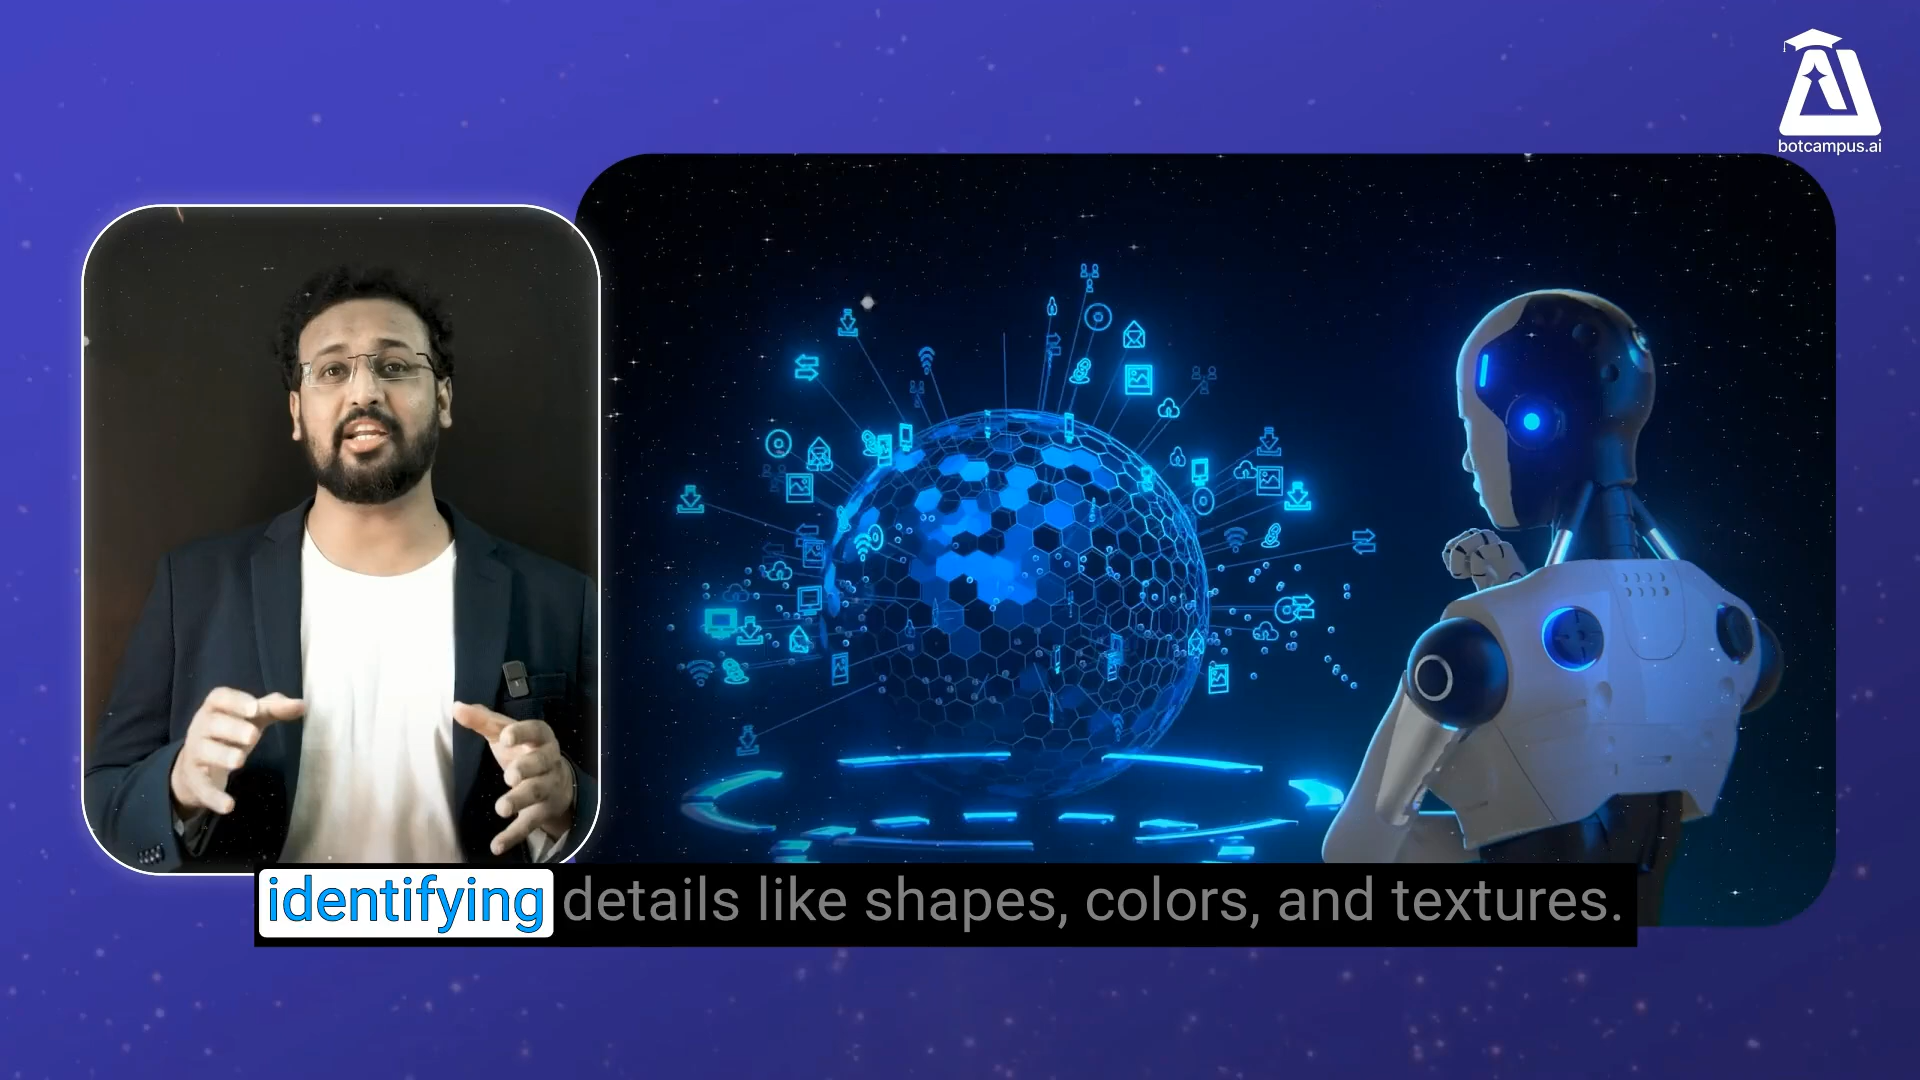 botcampus.ai
identifying details like shapes, colors, and textures.